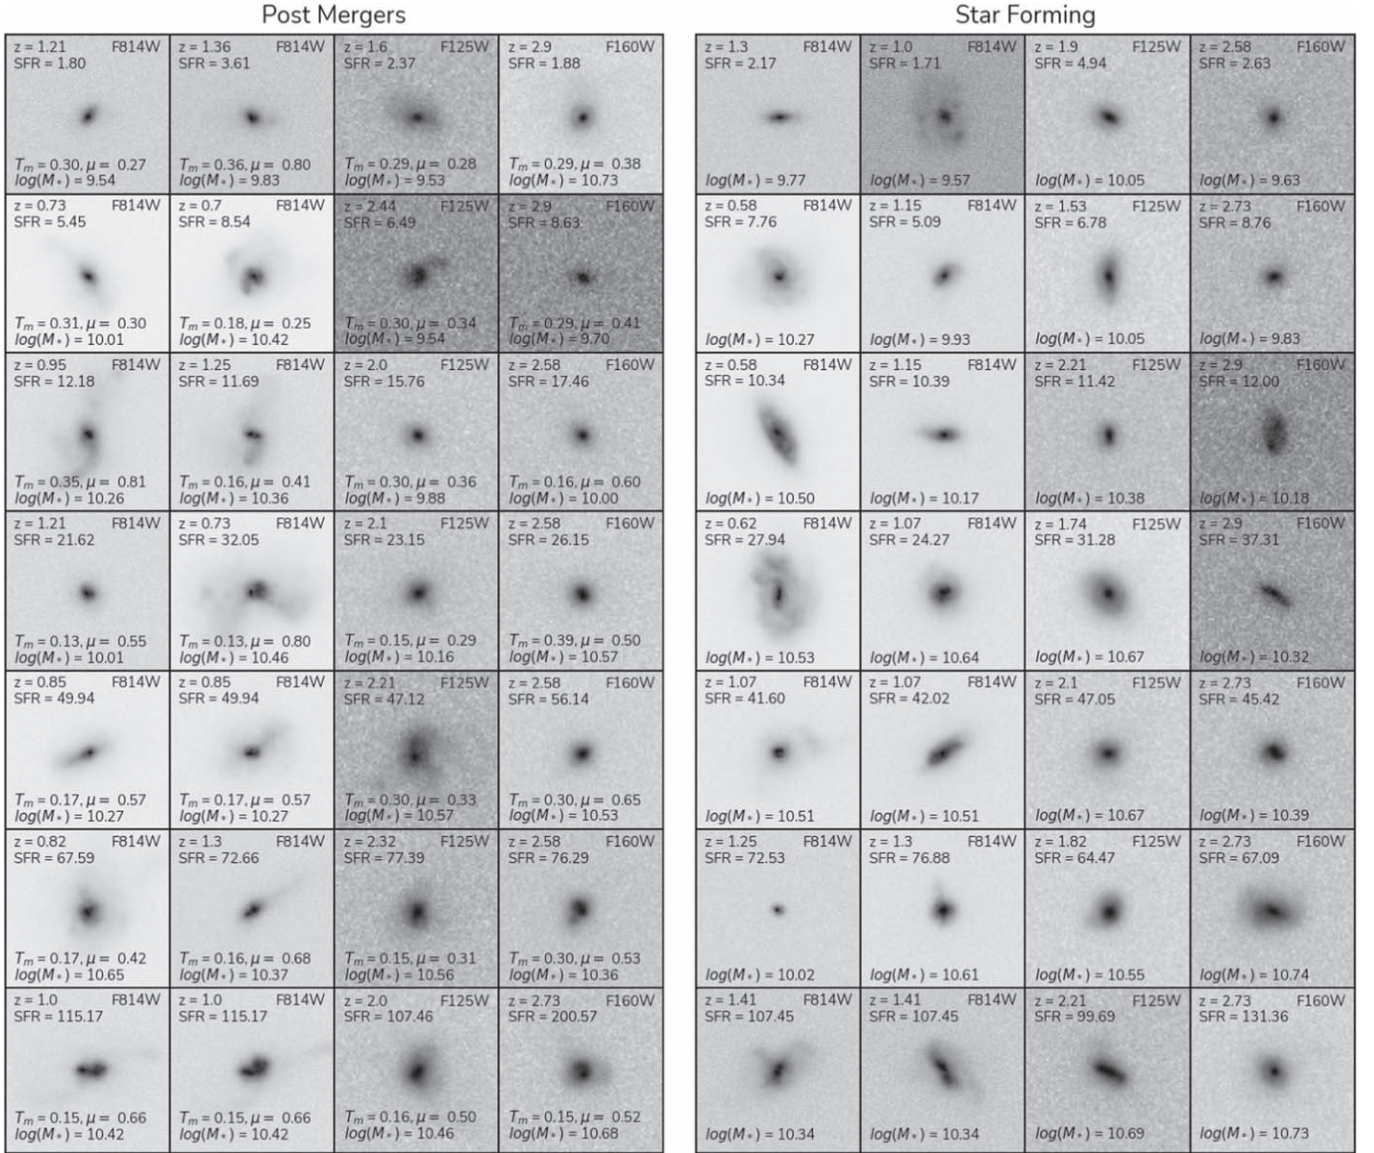 Post Mergers
z = 1.21 F814W
SFR = 1.80
Tm = 0.30, μ = 0.27
log(M*) = 9.54
z = 1.36 F814W
SFR = 3.61
Tm = 0.36, μ = 0.80
log(M*) = 9.83
z = 1.6 F125W
SFR = 2.37
Tm = 0.29, μ = 0.28
log(M*) = 9.53
z = 2.9 F160W
SFR = 1.88
Tm = 0.29, μ = 0.38
log(M*) = 10.73
z = 0.73 F814W
SFR = 5.45
Tm = 0.31, μ = 0.30
log(M*) = 10.01
z = 0.7 F814W
SFR = 8.54
Tm = 0.18, μ = 0.25
log(M*) = 10.42
z = 2.44 F125W
SFR = 6.49
Tm = 0.30, μ = 0.34
log(M*) = 9.54
z = 2.9 F160W
SFR = 8.63
Tm = 0.29, μ = 0.41
log(M*) = 9.70
z = 0.95 F814W
SFR = 12.18
Tm = 0.35, μ = 0.81
log(M*) = 10.26
z = 1.25 F814W
SFR = 11.69
Tm = 0.16, μ = 0.41
log(M*) = 10.36
z = 2.0 F125W
SFR = 15.76
Tm = 0.30, μ = 0.36
log(M*) = 9.88
z = 2.58 F160W
SFR = 17.46
Tm = 0.16, μ = 0.60
log(M*) = 10.00
z = 1.21 F814W
SFR = 21.62
Tm = 0.13, μ = 0.55
log(M*) = 10.01
z = 0.73 F814W
SFR = 32.05
Tm = 0.13, μ = 0.80
log(M*) = 10.46
z = 2.1 F125W
SFR = 23.15
Tm = 0.15, μ = 0.29
log(M*) = 10.16
z = 2.58 F160W
SFR = 26.15
Tm = 0.39, μ = 0.50
log(M*) = 10.57
z = 0.85 F814W
SFR = 49.94
Tm = 0.17, μ = 0.57
log(M*) = 10.27
z = 0.85 F814W
SFR = 49.94
Tm = 0.17, μ = 0.57
log(M*) = 10.27
z = 2.21 F125W
SFR = 47.12
Tm = 0.30, μ = 0.33
log(M*) = 10.57
z = 2.58 F160W
SFR = 56.14
Tm = 0.30, μ = 0.65
log(M*) = 10.53
z = 0.82 F814W
SFR = 67.59
Tm = 0.17, μ = 0.42
log(M*) = 10.65
z = 1.3 F814W
SFR = 72.66
Tm = 0.16, μ = 0.68
log(M*) = 10.37
z = 2.32 F125W
SFR = 77.39
Tm = 0.15, μ = 0.31
log(M*) = 10.56
z = 2.58 F160W
SFR = 76.29
Tm = 0.30, μ = 0.53
log(M*) = 10.36
z = 1.0 F814W
SFR = 115.17
Tm = 0.15, μ = 0.66
log(M*) = 10.42
z = 1.0 F814W
SFR = 115.17
Tm = 0.15, μ = 0.66
log(M*) = 10.42
z = 2.0 F125W
SFR = 107.46
Tm = 0.16, μ = 0.50
log(M*) = 10.46
z = 2.73 F160W
SFR = 200.57
Tm = 0.15, μ = 0.52
log(M*) = 10.68
Star Forming
z = 1.3 F814W
SFR = 2.17
log(M*) = 9.77
z = 1.0 F814W
SFR = 1.71
log(M*) = 9.57
z = 1.9 F125W
SFR = 4.94
log(M*) = 10.05
z = 2.58 F160W
SFR = 2.63
log(M*) = 9.63
z = 0.58 F814W
SFR = 7.76
log(M*) = 10.27
z = 1.15 F814W
SFR = 5.09
log(M*) = 9.93
z = 1.53 F125W
SFR = 6.78
log(M*) = 10.05
z = 2.73 F160W
SFR = 8.76
log(M*) = 9.83
z = 0.58 F814W
SFR = 10.34
log(M*) = 10.50
z = 1.15 F814W
SFR = 10.39
log(M*) = 10.17
z = 2.21 F125W
SFR = 11.42
log(M*) = 10.38
z = 2.9 F160W
SFR = 12.00
log(M*) = 10.18
z = 0.62 F814W
SFR = 27.94
log(M*) = 10.53
z = 1.07 F814W
SFR = 24.27
log(M*) = 10.64
z = 1.74 F125W
SFR = 31.28
log(M*) = 10.67
z = 2.9 F160W
SFR = 37.31
log(M*) = 10.32
z = 1.07 F814W
SFR = 41.60
log(M*) = 10.51
z = 1.07 F814W
SFR = 42.02
log(M*) = 10.51
z = 2.1 F125W
SFR = 47.05
log(M*) = 10.67
z = 2.73 F160W
SFR = 45.42
log(M*) = 10.39
z = 1.25 F814W
SFR = 72.53
log(M*) = 10.02
z = 1.3 F814W
SFR = 76.88
log(M*) = 10.61
z = 1.82 F125W
SFR = 64.47
log(M*) = 10.55
z = 2.73 F160W
SFR = 67.09
log(M*) = 10.74
z = 1.41 F814W
SFR = 107.45
log(M*) = 10.34
z = 1.41 F814W
SFR = 107.45
log(M*) = 10.34
z = 2.21 F125W
SFR = 99.69
log(M*) = 10.69
z = 2.73 F160W
SFR = 131.36
log(M*) = 10.73